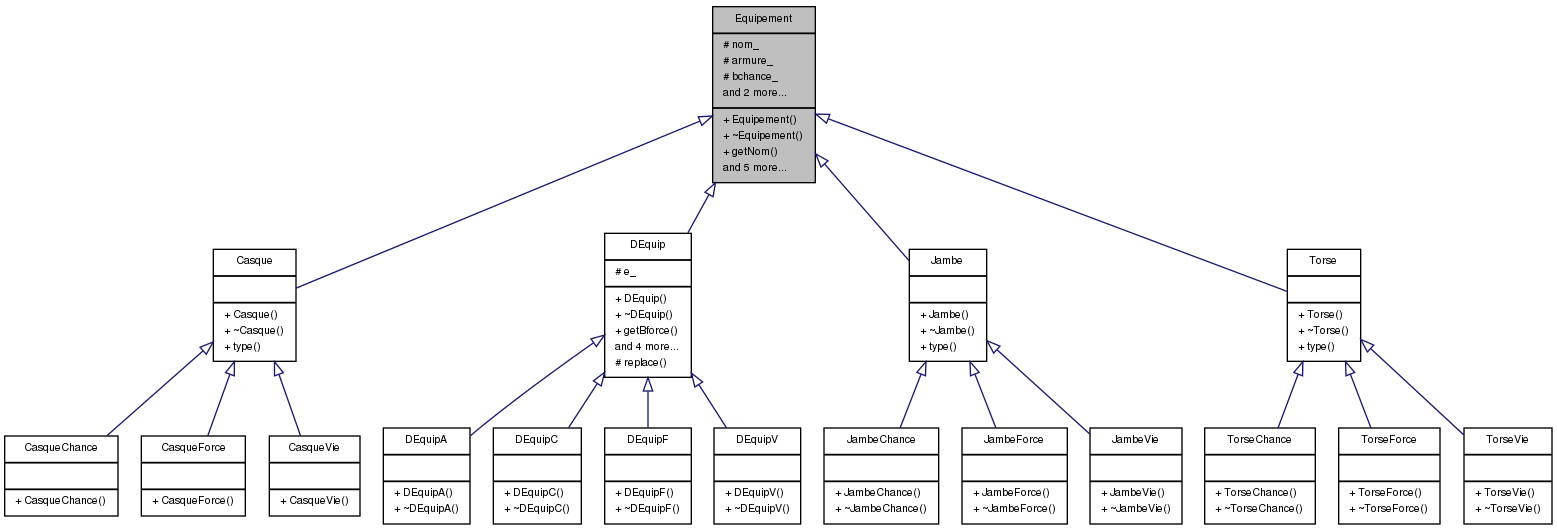 Equipement
# nom_
# armure_
# bchance_
and 2 more...
+ Equipement()
+ ~Equipement()
+ getNom()
and 5 more...
Casque
+ Casque()
+ ~Casque()
+ type()
DEquip
# e_
+ DEquip()
+ ~DEquip()
+ getBforce()
and 4 more...
# replace()
Jambe
+ Jambe()
+ ~Jambe()
+ type()
Torse
+ Torse()
+ ~Torse()
+ type()
CasqueChance
+ CasqueChance()
CasqueForce
+ CasqueForce()
CasqueVie
+ CasqueVie()
DEquipA
+ DEquipA()
+ ~DEquipA()
DEquipC
+ DEquipC()
+ ~DEquipC()
DEquipF
+ DEquipF()
+ ~DEquipF()
DEquipV
+ DEquipV()
+ ~DEquipV()
JambeChance
+ JambeChance()
+ ~JambeChance()
JambeForce
+ JambeForce()
+ ~JambeForce()
JambeVie
+ JambeVie()
+ ~JambeVie()
TorseChance
+ TorseChance()
+ ~TorseChance()
TorseForce
+ TorseForce()
+ ~TorseForce()
TorseVie
+ TorseVie()
+ ~TorseVie()